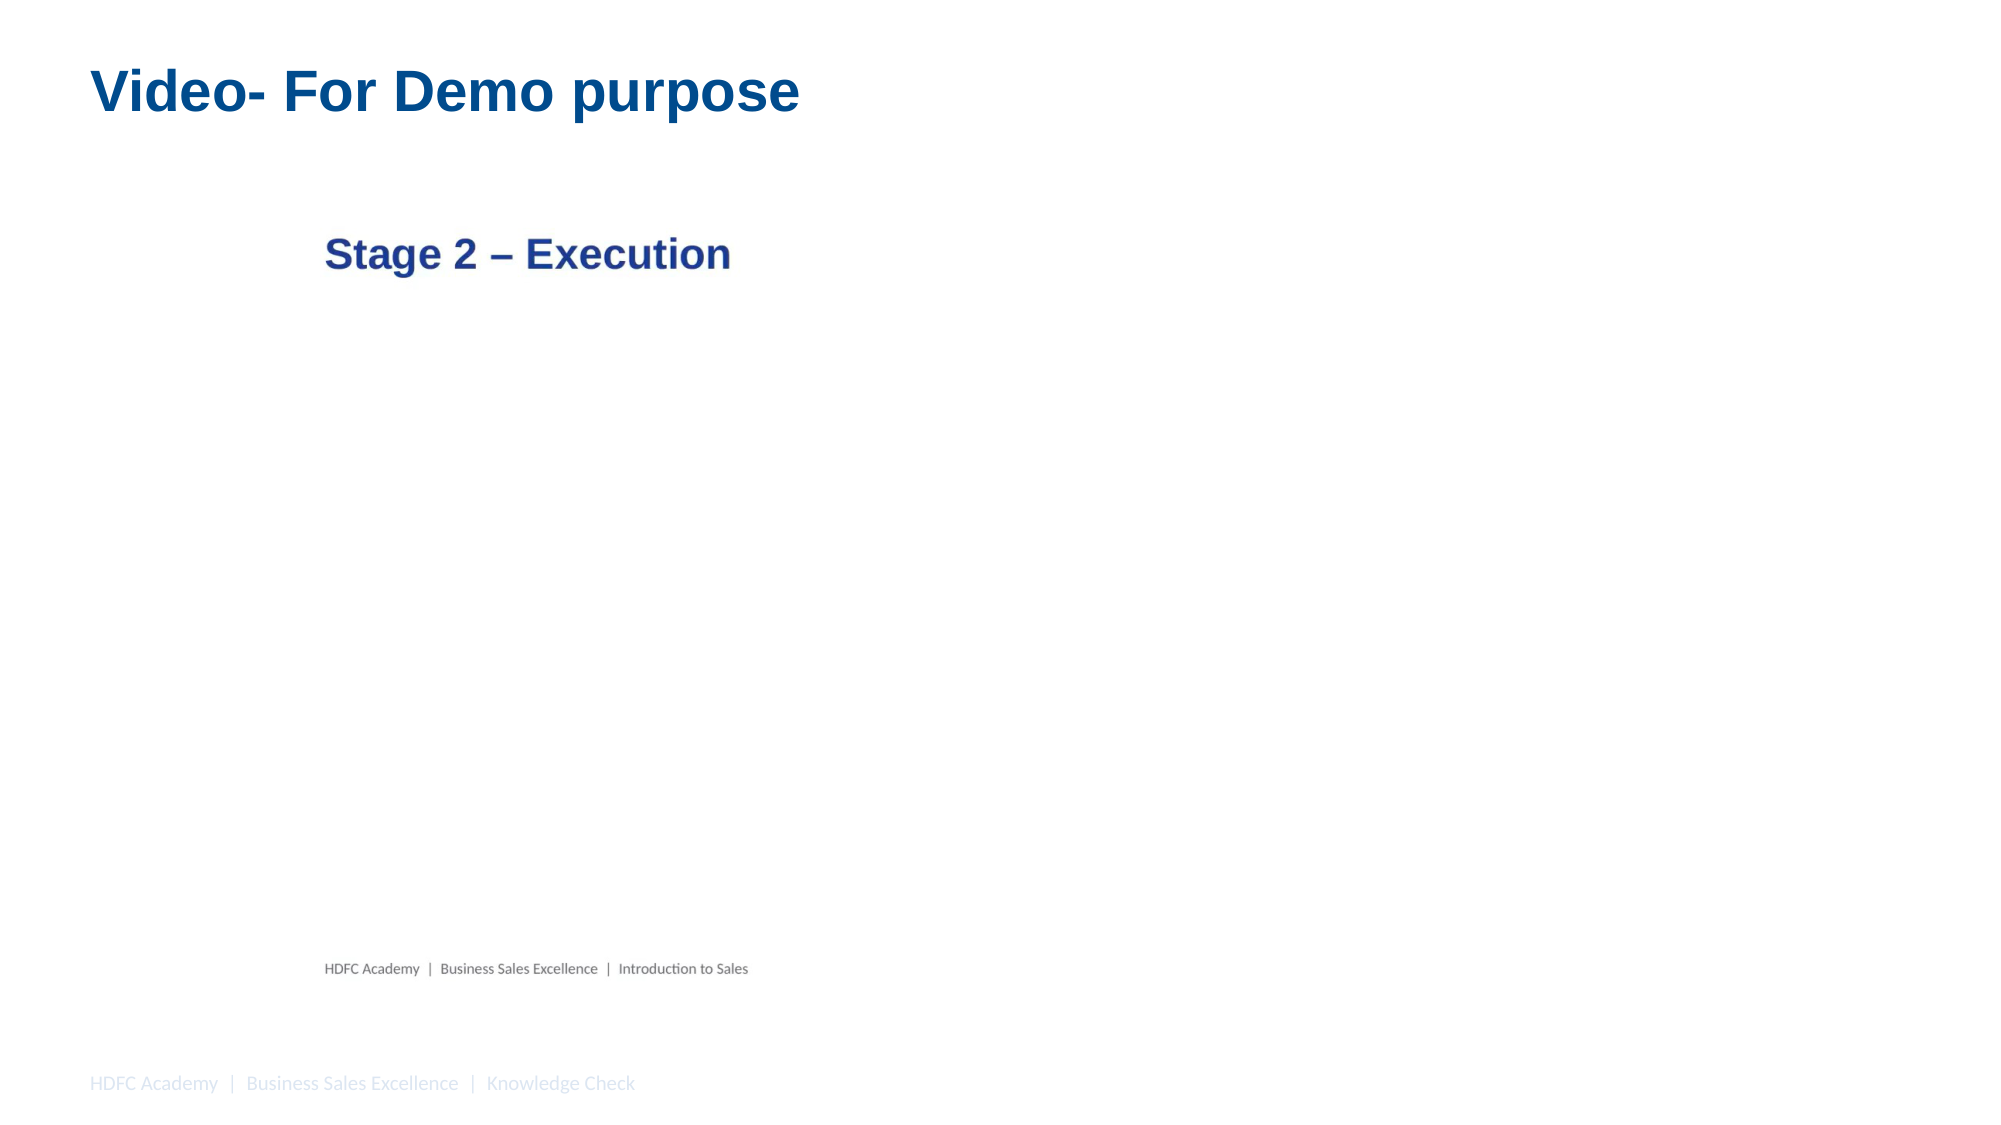 Video- For Demo purpose
Stage 2 – Execution
HDFC Academy | Business Sales Excellence | Introduction to Sales
HDFC Academy | Business Sales Excellence | Knowledge Check